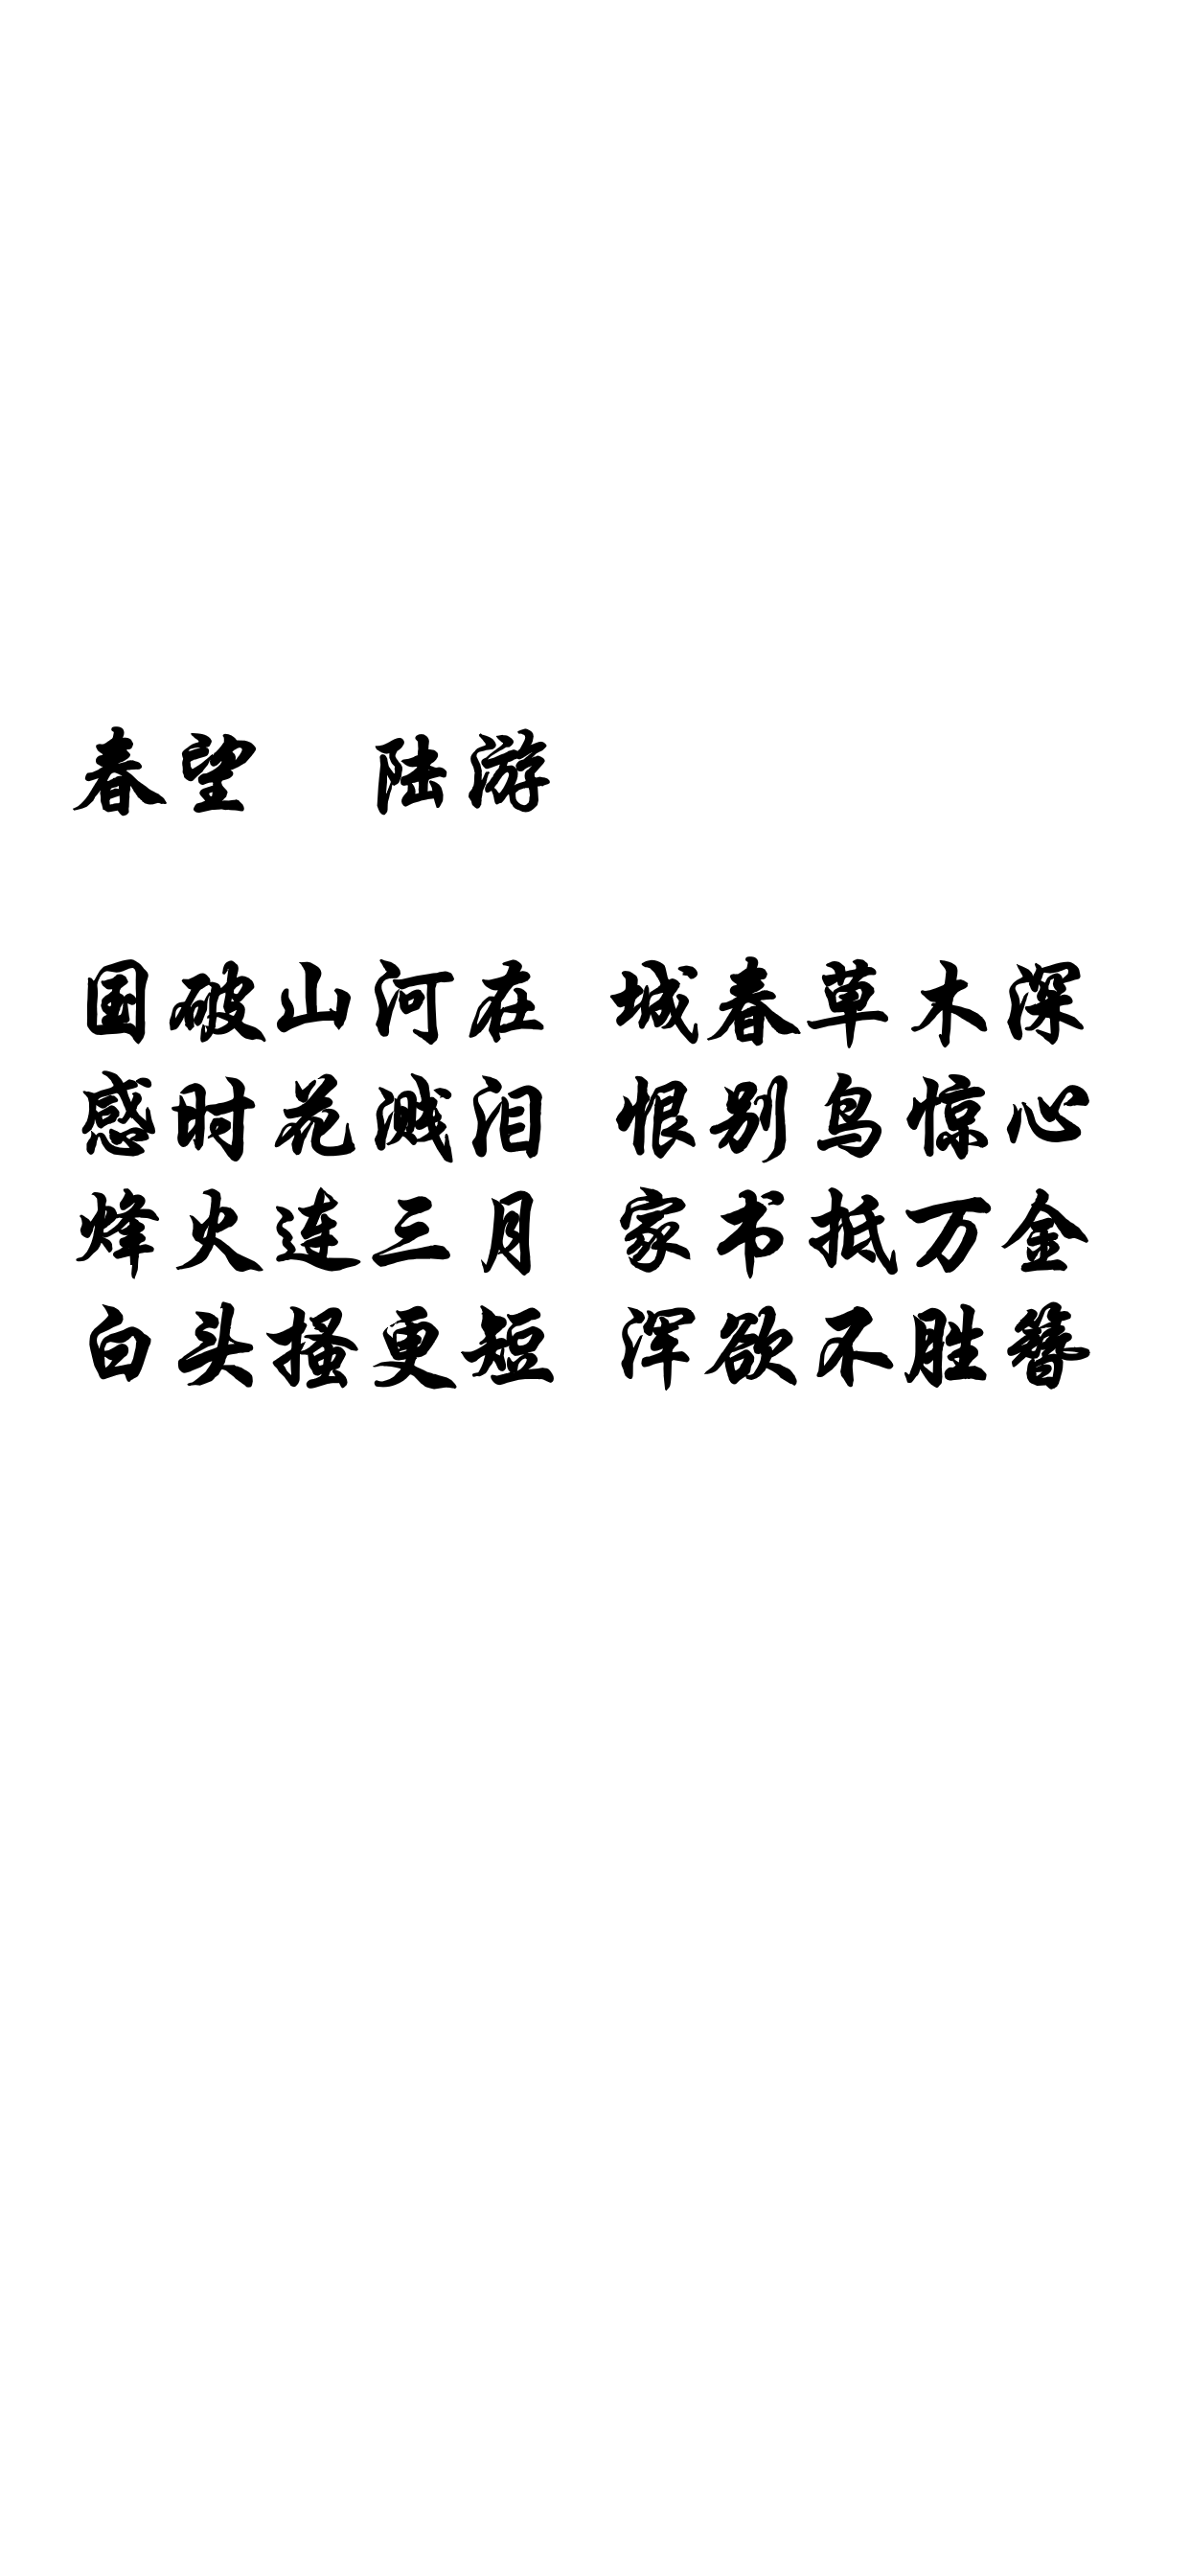 春望 陆游
国破山河在 城春草木深
感时花溅泪 恨别鸟惊心
烽火连三月 家书抵万金
白头搔更短 浑欲不胜簪